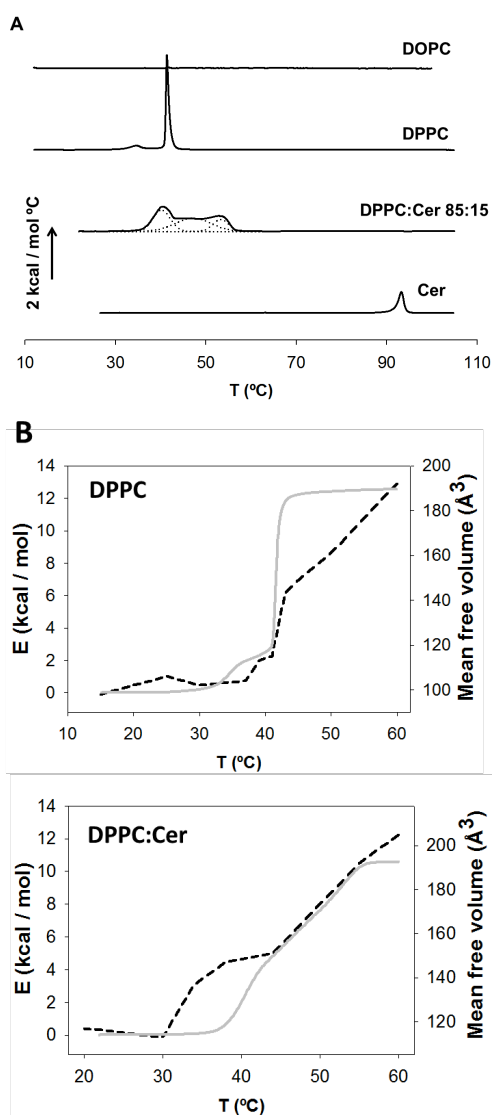 A
DOPC
DPPC
DPPC:Cer 85:15
Cer
2 kcal / mol ºC
10 30 50 70 90 110
T (ºC)
B
DPPC
14
12
10
8
6
4
2
0
E (kcal / mol)
200
180
160
140
120
100
Mean free volume (Å3)
10 20 30 40 50 60
T (ºC)
DPPC:Cer
14
12
10
8
6
4
2
0
E (kcal / mol)
200
180
160
140
120
Mean free volume (Å3)
20 30 40 50 60
T (ºC)